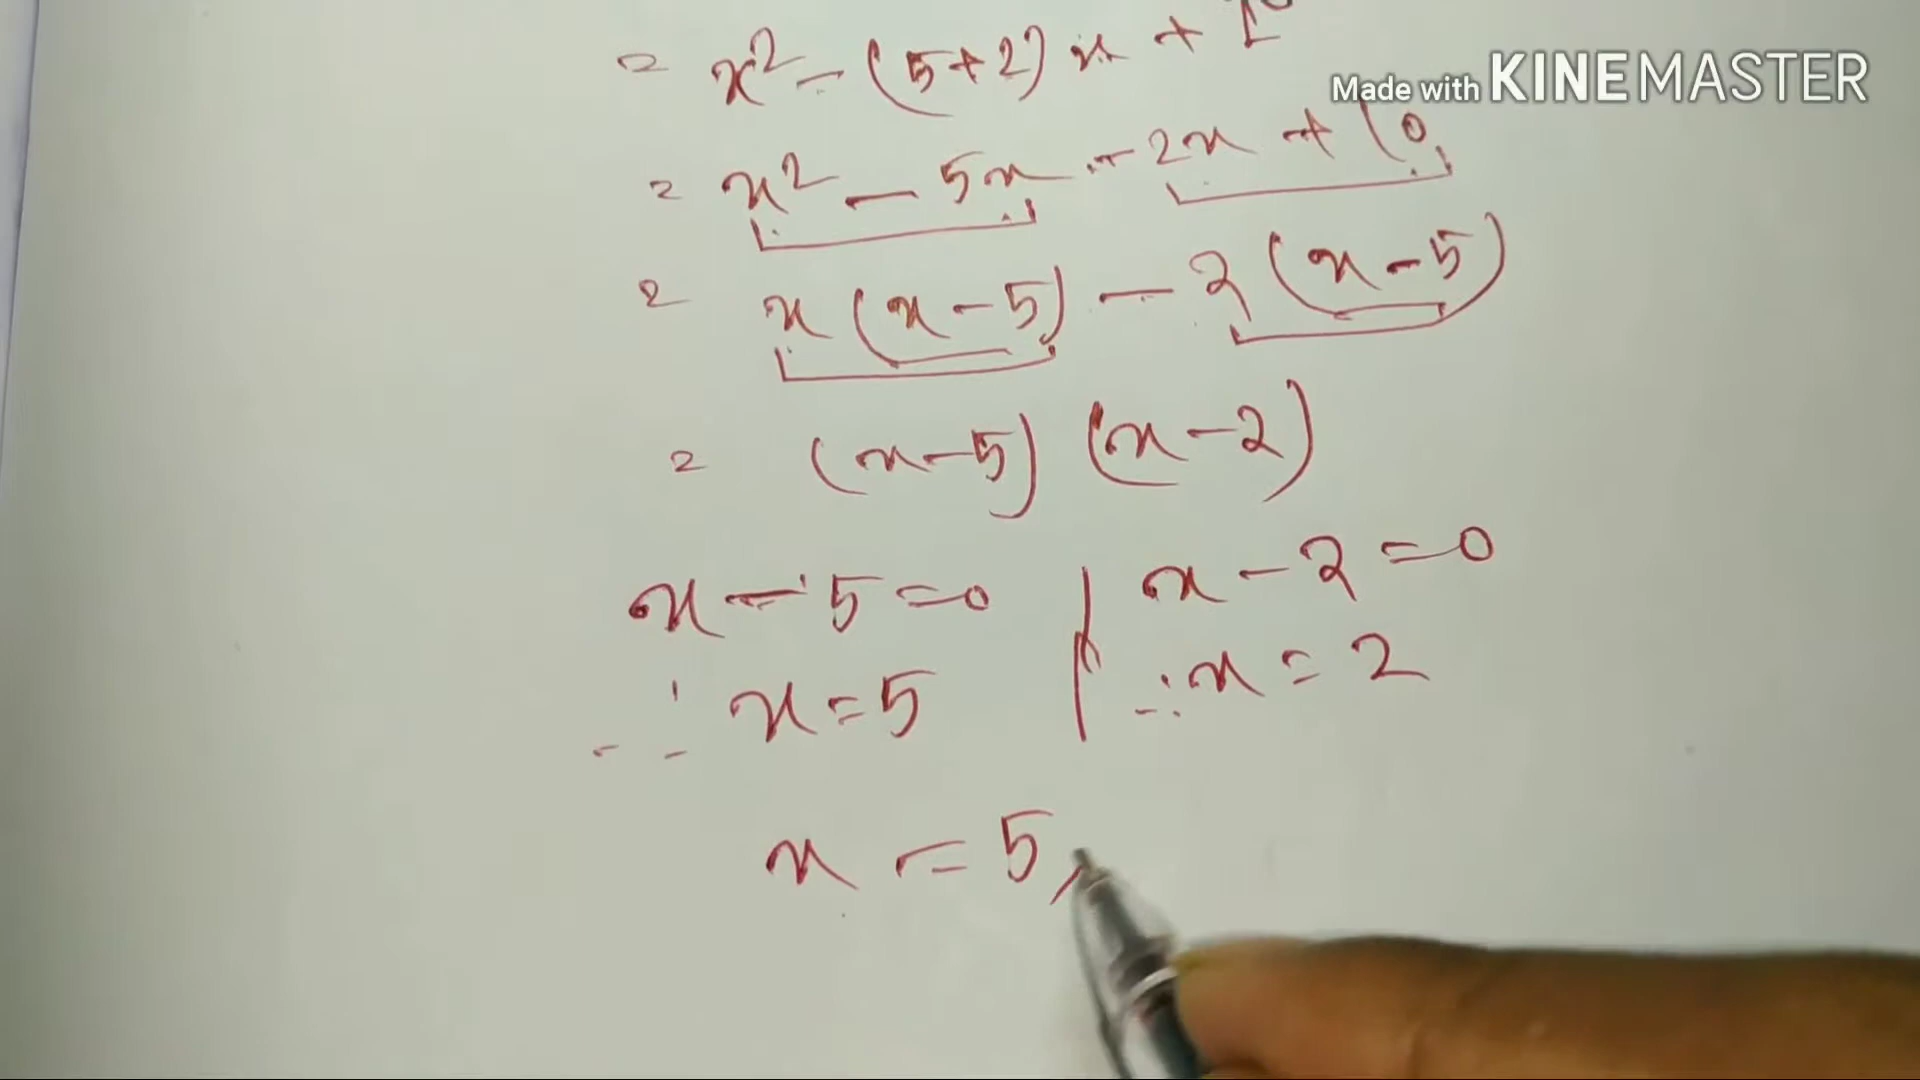 = x² - (5+2)x + 10
Made with KINEMASTER
= x² - 5x - 2x + 10
= x(x-5) - 2(x-5)
= (x-5) (x-2)
x - 5 = 0 | x - 2 = 0
∴ x = 5 | ∴ x = 2
x = 5,